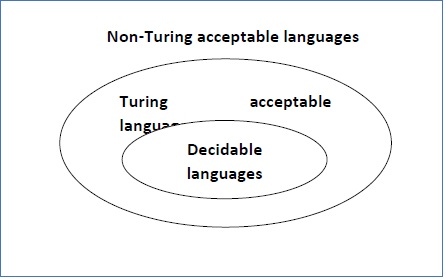 Non-Turing acceptable languages
Turing acceptable
Decidable
languages